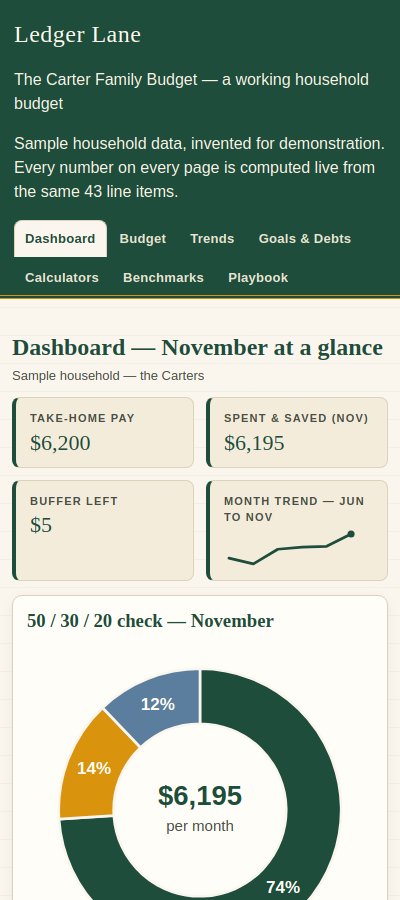 Ledger Lane
The Carter Family Budget — a working household
budget
Sample household data, invented for demonstration.
Every number on every page is computed live from
the same 43 line items.
Dashboard Budget Trends Goals & Debts
Calculators Benchmarks Playbook
Dashboard — November at a glance
Sample household — the Carters
TAKE-HOME PAY
$6,200
SPENT & SAVED (NOV)
$6,195
BUFFER LEFT
$5
MONTH TREND — JUN
TO NOV
50 / 30 / 20 check — November
12%
14%
$6,195
per month
74%